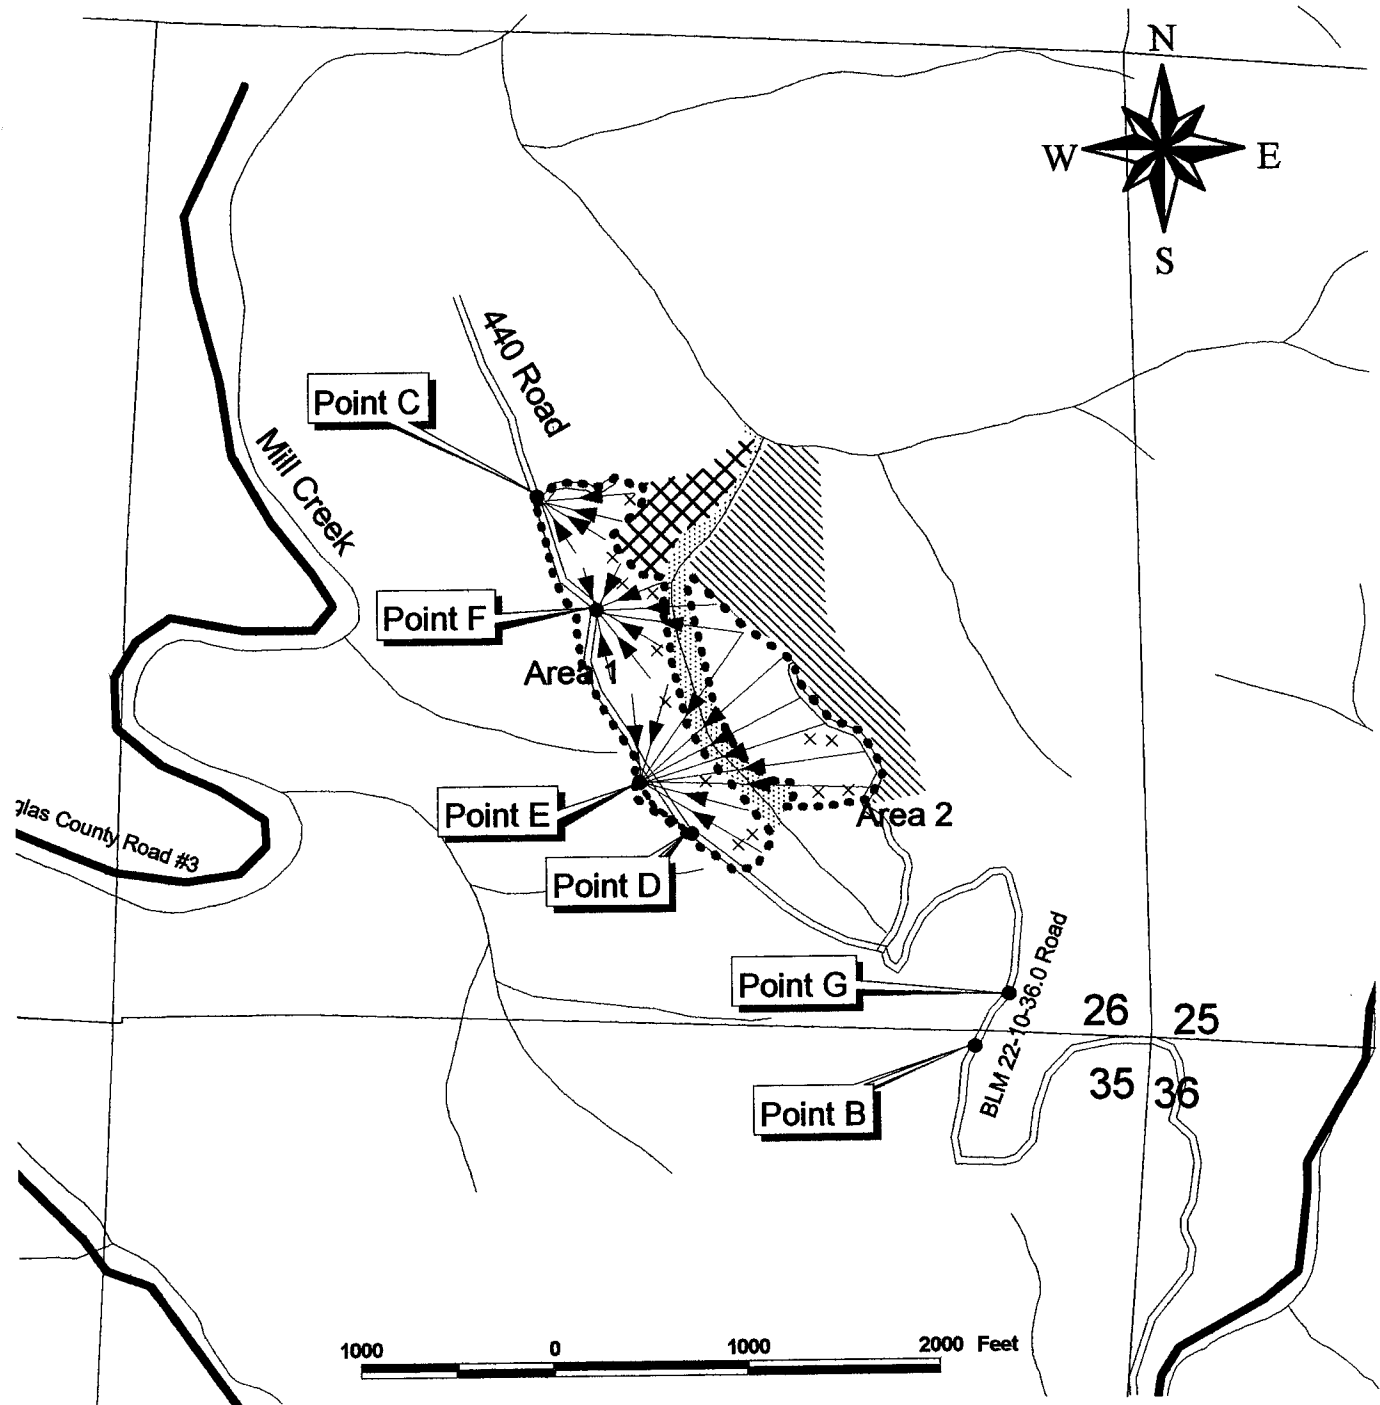 N
W E
S
440 Road
Point C
Mill Creek
Point F
Area 1
Point E
Area 2
glas County Road #3
Point D
Point G
BLM 22-10-36.0 Road
26 25
35 36
Point B
1000 0 1000 2000 Feet